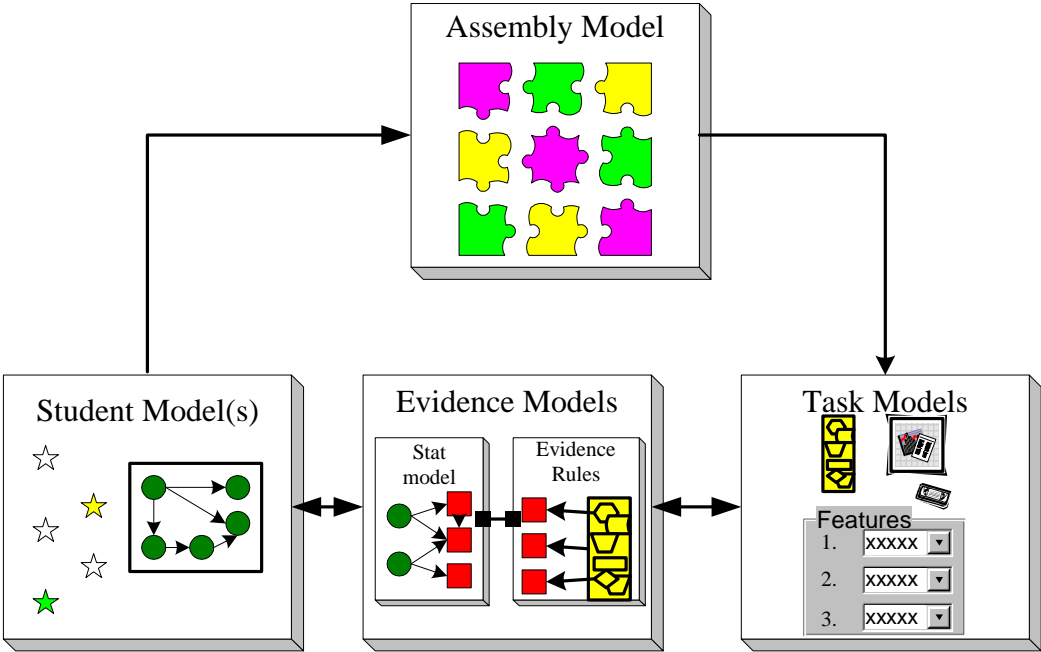 Assembly Model
Student Model(s)
Evidence Models
Stat
model
Evidence
Rules
Task Models
Features
1. xxxxx
2. xxxxx
3. xxxxx